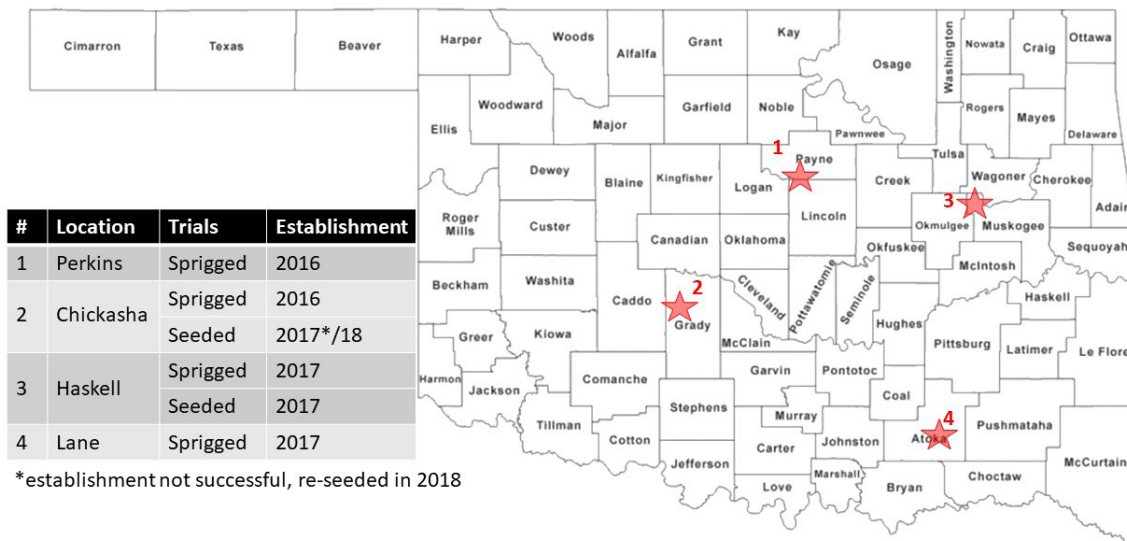 Cimarron
Texas
Beaver
Harper
Woods
Alfalfa
Grant
Kay
Osage
Washington
Nowata
Craig
Ottawa
Woodward
Garfield
Noble
Rogers
Mayes
Ellis
Major
Pawnwee
Delaware
1
Payne
Tulsa
Wagoner
Cherokee
Dewey
Blaine
Kingfisher
Logan
Creek
3
Adair
Roger
Mills
Custer
Canadian
Oklahoma
Lincoln
Okmulgee
Muskogee
Okfuskee
Sequoyah
McIntosh
Beckham
Washita
Caddo
2
Grady
Cleveland
Pottawatomie
Seminole
Haskell
Hughes
Greer
Kiowa
McClain
Pittsburg
Latimer
Le Flore
Harmon
Jackson
Comanche
Garvin
Pontotoc
Coal
Tillman
Cotton
Stephens
Murray
4
Atoka
Pushmataha
Carter
Johnston
Jefferson
Love
Marshall
Bryan
Choctaw
McCurtain
# Location Trials Establishment
1 Perkins Sprigged 2016
2 Chickasha Sprigged 2016
Seeded 2017*/18
3 Haskell Sprigged 2017
Seeded 2017
4 Lane Sprigged 2017
*establishment not successful, re-seeded in 2018